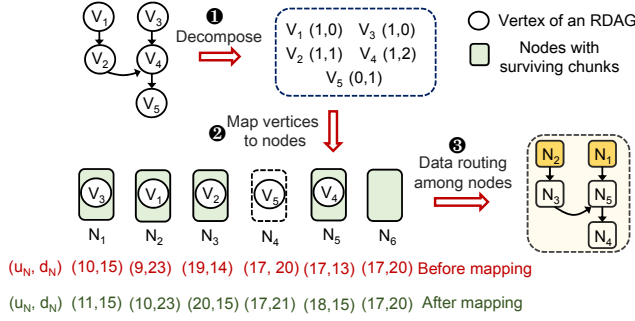 V1 V3 ❶ Decompose V1 (1,0) V3 (1,0) Vertex of an RDAG
V2 V4 V2 (1,1) V4 (1,2) Nodes with surviving chunks
V5 V5 (0,1)
❷ Map vertices to nodes
❸ Data routing among nodes
V3 V1 V2 V5 V4
N1 N2 N3 N4 N5 N6
N2 N1
N3 N5
N4
(uN, dN) (10,15) (9,23) (19,14) (17, 20) (17,13) (17,20) Before mapping
(uN, dN) (11,15) (10,23) (20,15) (17,21) (18,15) (17,20) After mapping